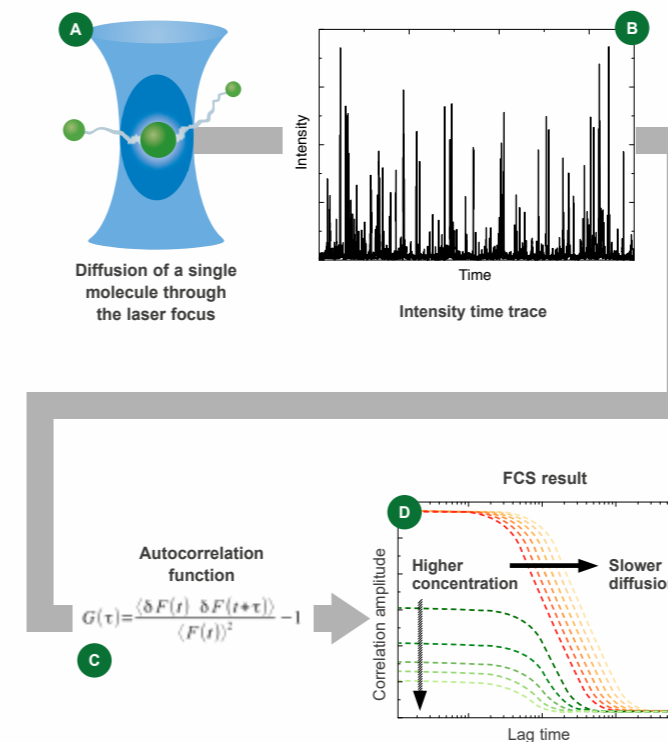 A
B
Intensity
Time
Diffusion of a single
molecule through
the laser focus
Intensity time trace
FCS result
D
Autocorrelation
function
G(τ)=⟨δF(t) δF(t+τ)⟩/⟨F(t)⟩² −1
C
Higher
concentration
Slower
diffusion
Correlation amplitude
Lag time